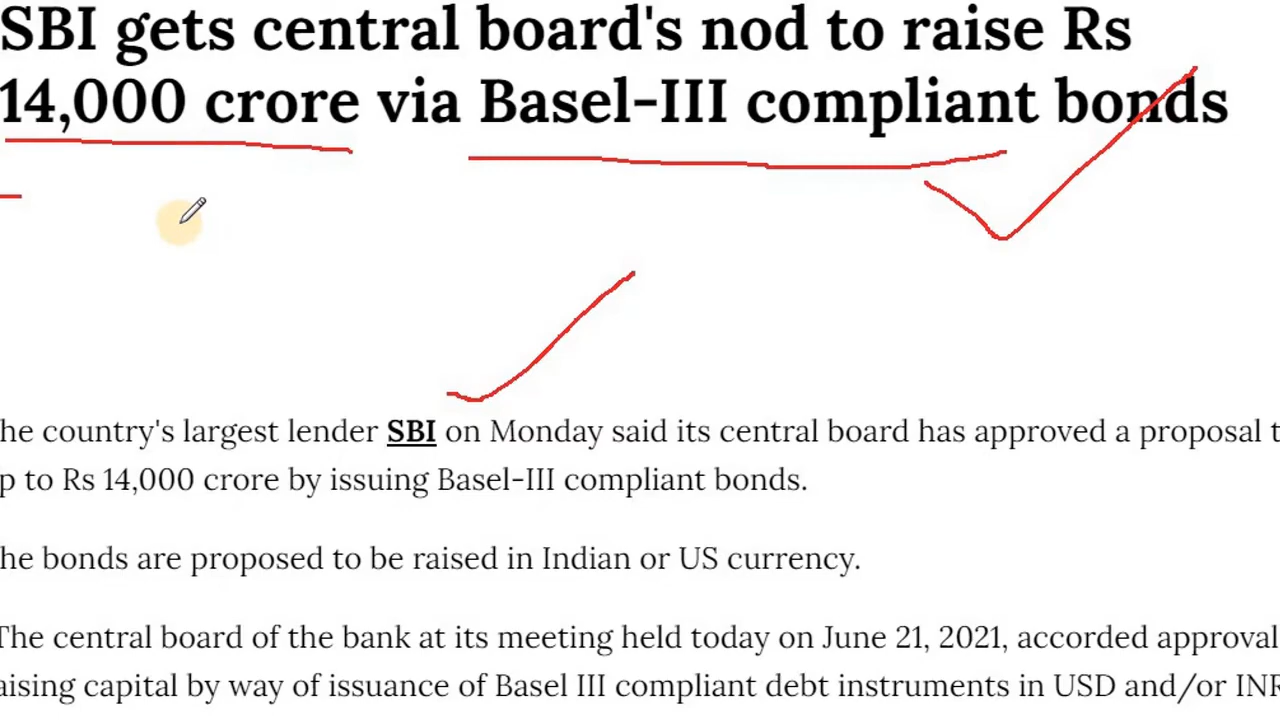 SBI gets central board's nod to raise Rs
14,000 crore via Basel-III compliant bonds
he country's largest lender SBI on Monday said its central board has approved a proposal t
p to Rs 14,000 crore by issuing Basel-III compliant bonds.
he bonds are proposed to be raised in Indian or US currency.
The central board of the bank at its meeting held today on June 21, 2021, accorded approval
aising capital by way of issuance of Basel III compliant debt instruments in USD and/or INR